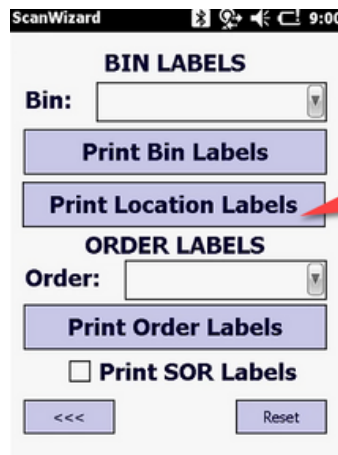 ScanWizard 9:00
BIN LABELS
Bin:
Print Bin Labels
Print Location Labels
ORDER LABELS
Order:
Print Order Labels
Print SOR Labels
<<< Reset